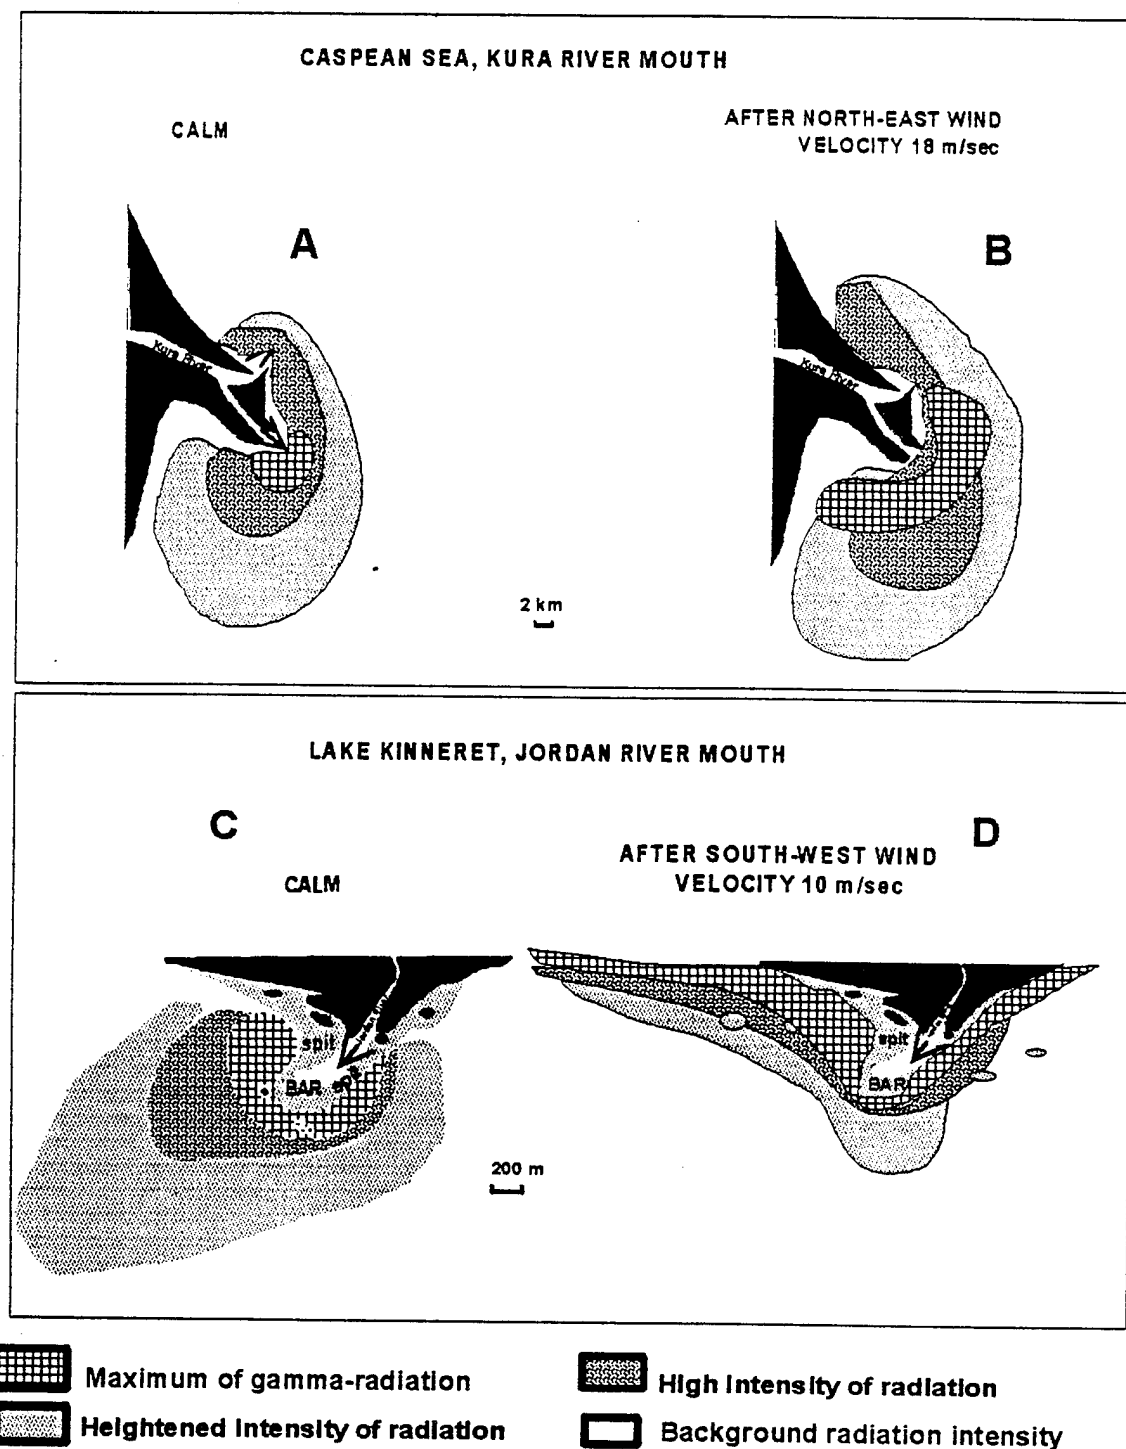 CASPEAN SEA, KURA RIVER MOUTH
CALM
AFTER NORTH-EAST WIND
VELOCITY 18 m/sec
A
B
Kura River
Kura River
2 km
LAKE KINNERET, JORDAN RIVER MOUTH
C
D
AFTER SOUTH-WEST WIND
VELOCITY 10 m/sec
CALM
spit
BAR
spit
spit
BAR
200 m
Maximum of gamma-radiation
High Intensity of radiation
Heightened Intensity of radiation
Background radiation intensity